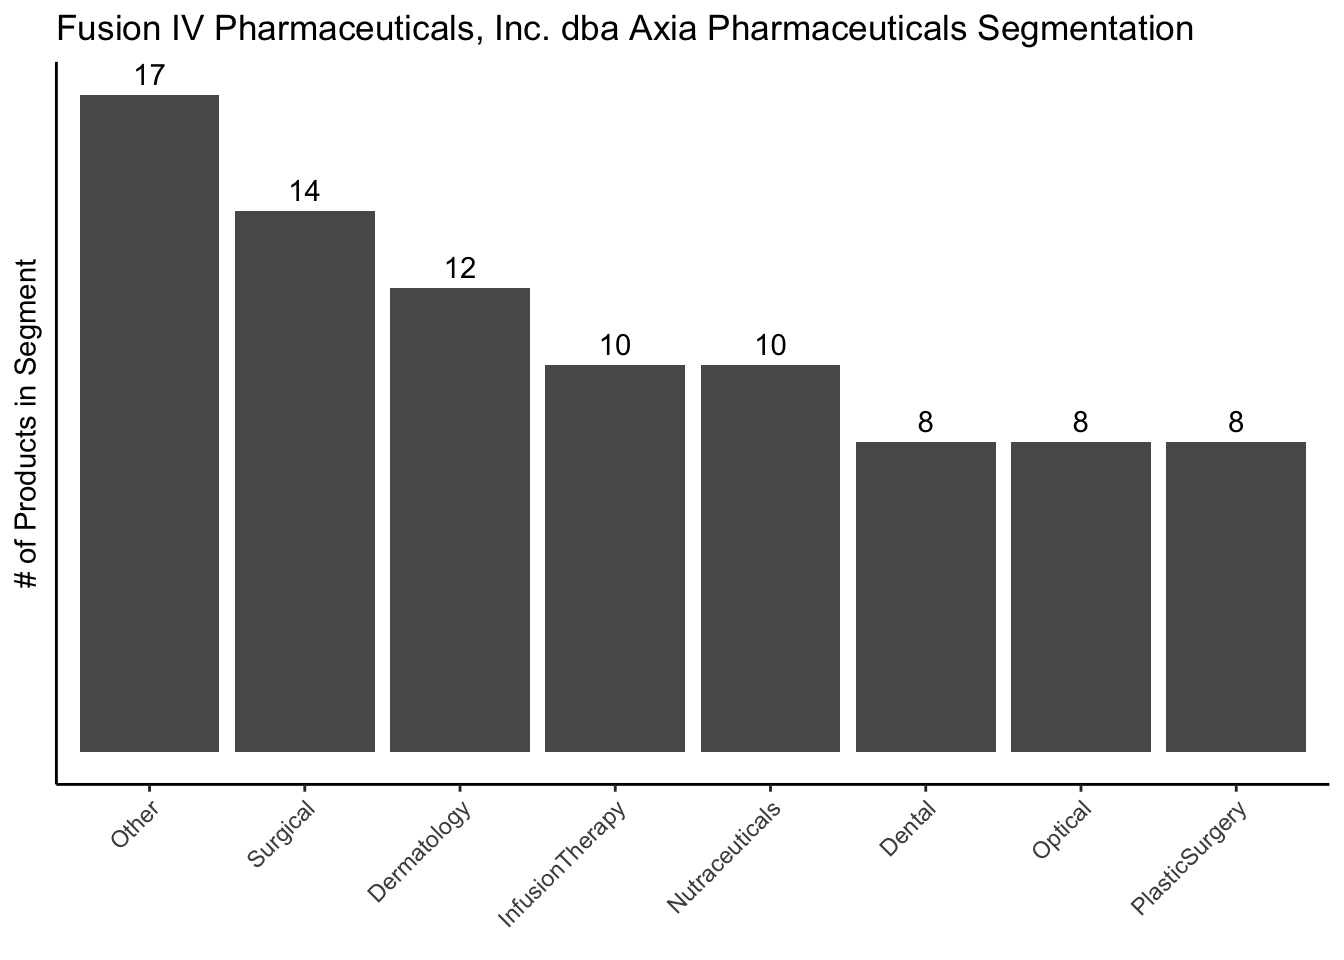 Fusion IV Pharmaceuticals, Inc. dba Axia Pharmaceuticals Segmentation
# of Products in Segment
17
14
12
10
10
8
8
8
Other
Surgical
Dermatology
InfusionTherapy
Nutraceuticals
Dental
Optical
PlasticSurgery